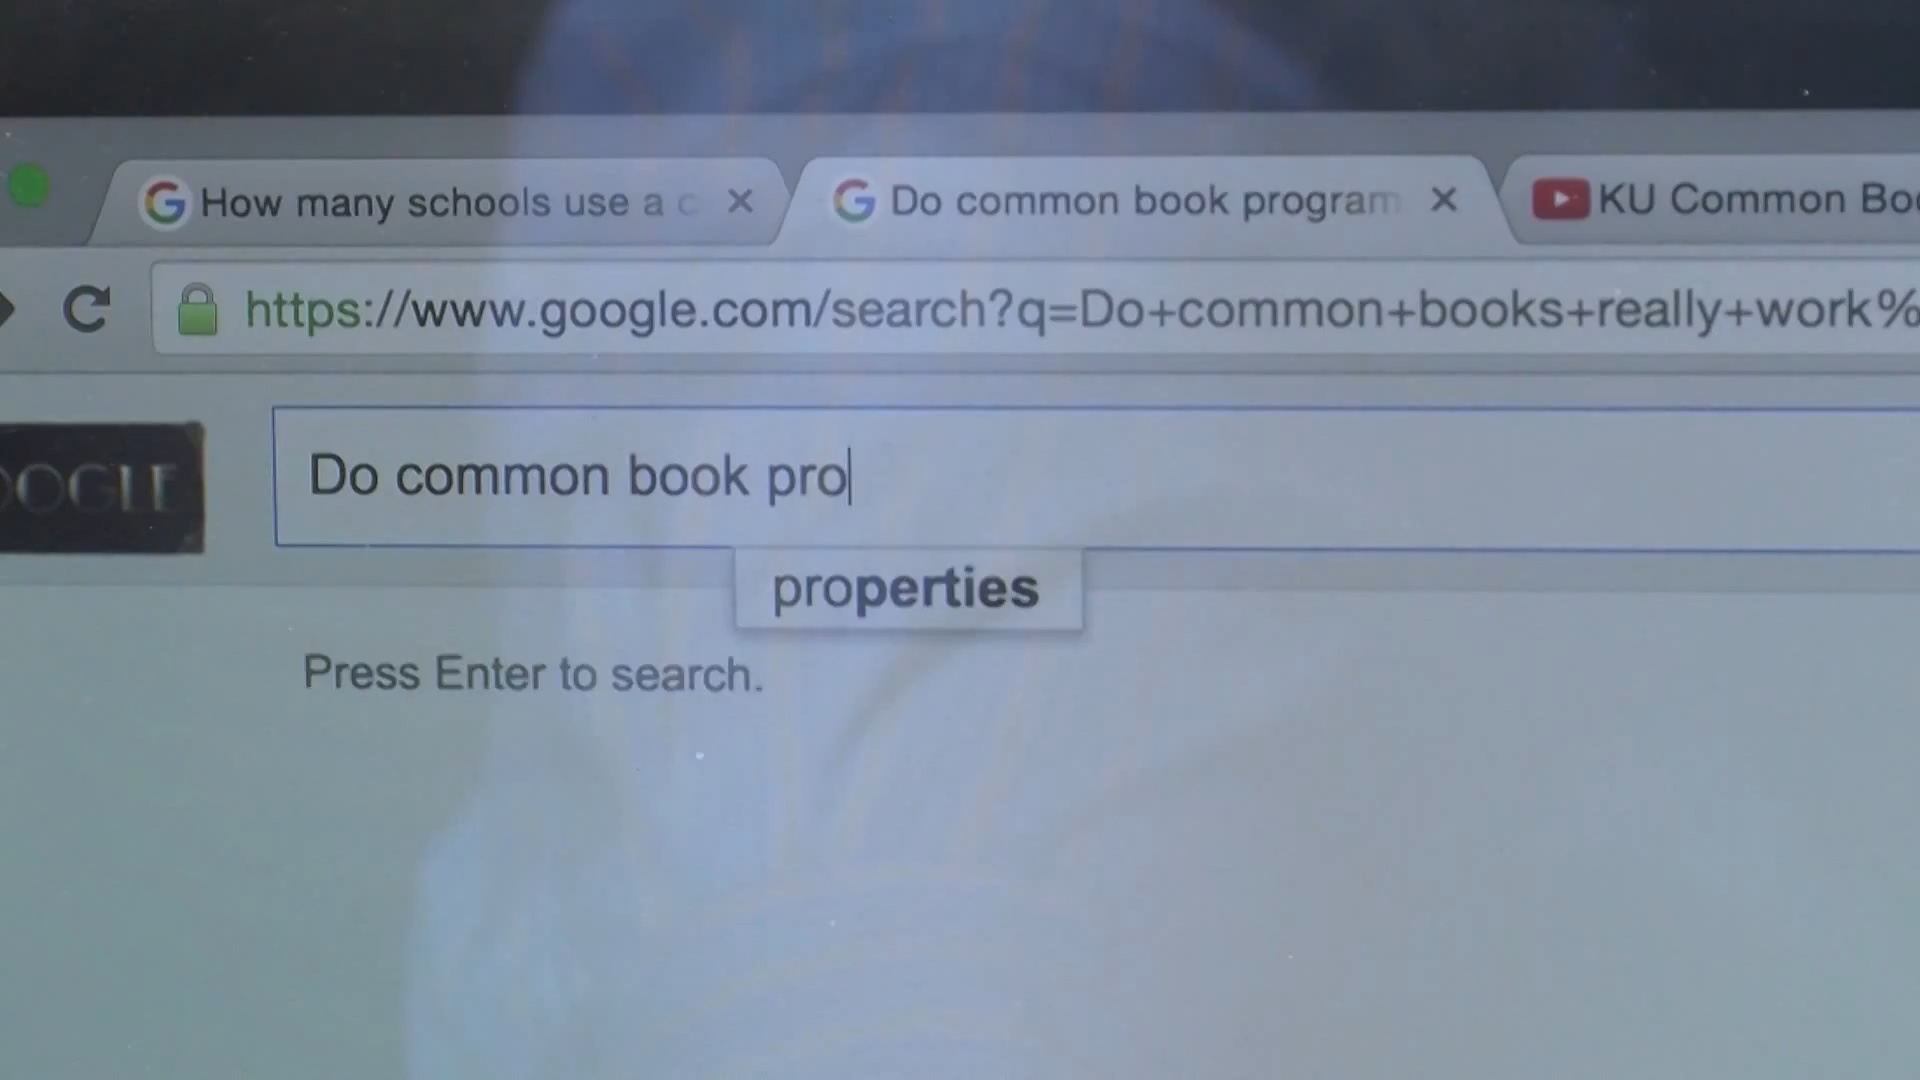 How many schools use a c
Do common book program
KU Common Boo
https://www.google.com/search?q=Do+common+books+really+work%
OOGLE
Do common book pro
properties
Press Enter to search.